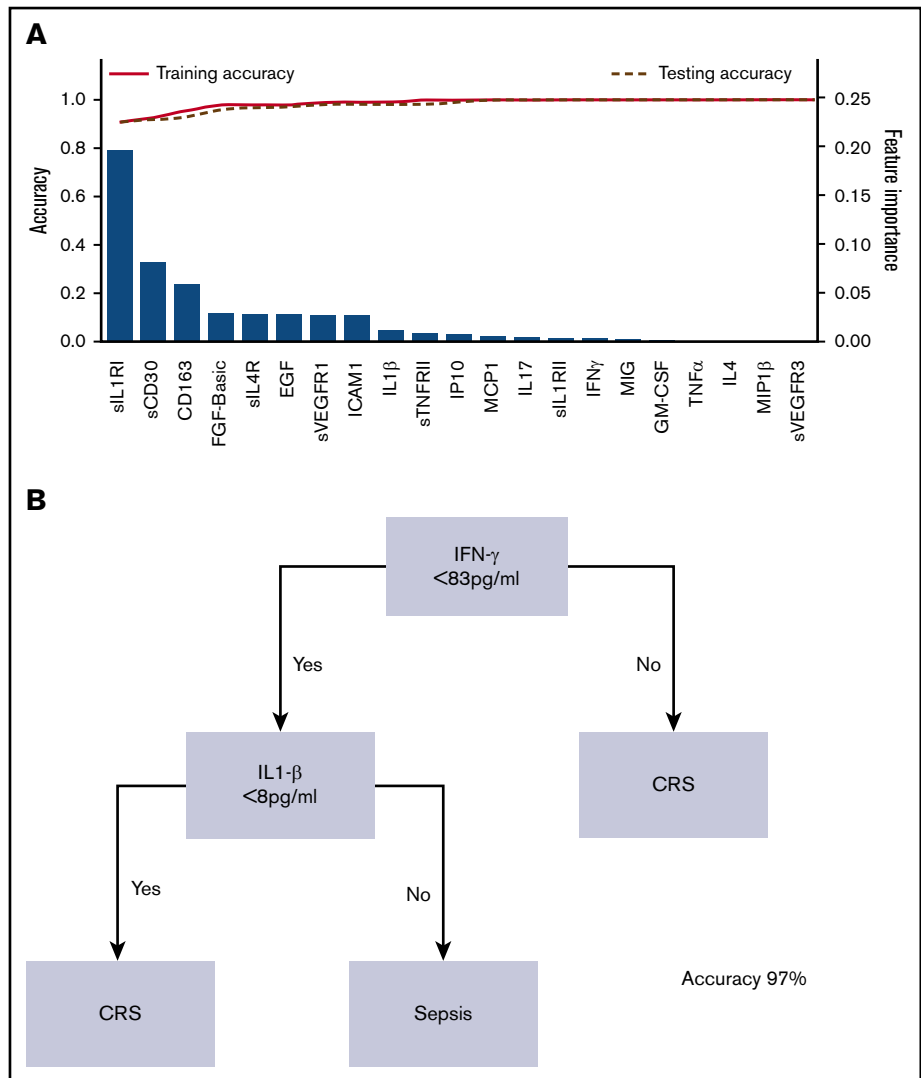 A
Training accuracy
Testing accuracy
Accuracy
1.0
0.8
0.6
0.4
0.2
0.0
0.25
0.20
0.15
0.10
0.05
0.00
Feature importance
sIL1RI
sCD30
CD163
FGF-Basic
sIL4R
EGF
sVEGFR1
ICAM1
IL1β
sTNFRII
IP10
MCP1
IL17
sIL1RII
IFNγ
MIG
GM-CSF
TNFα
IL4
MIP1β
sVEGFR3
B
IFN-γ
<83pg/ml
Yes
No
IL1-β
<8pg/ml
CRS
Yes
No
CRS
Sepsis
Accuracy 97%